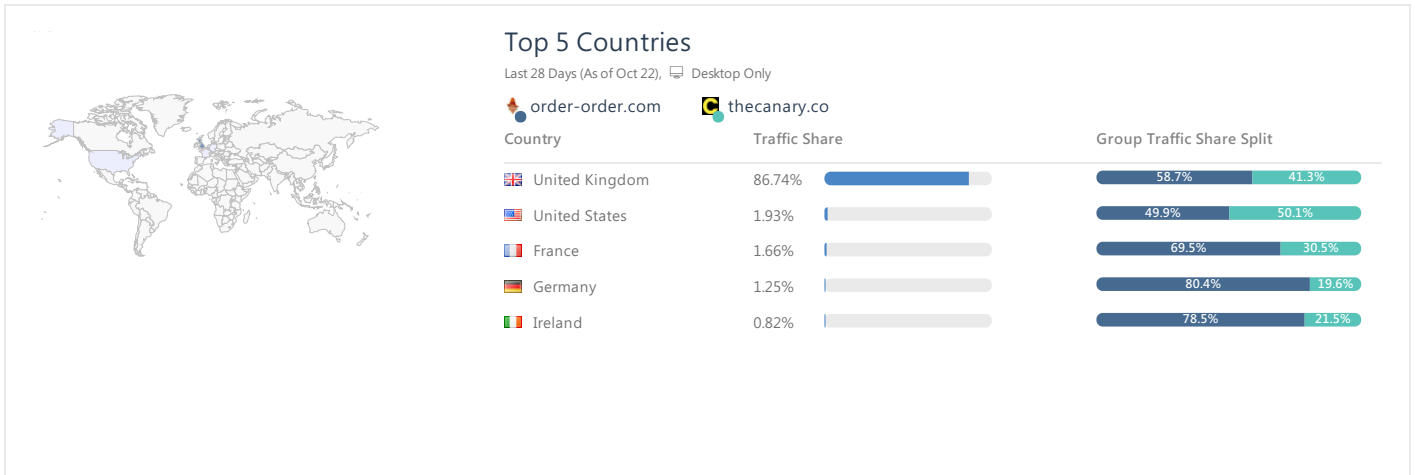 Top 5 Countries
Last 28 Days (As of Oct 22), Desktop Only
order-order.com C thecanary.co
Country Traffic Share Group Traffic Share Split
United Kingdom 86.74% 58.7% 41.3%
United States 1.93% 49.9% 50.1%
France 1.66% 69.5% 30.5%
Germany 1.25% 80.4% 19.6%
Ireland 0.82% 78.5% 21.5%